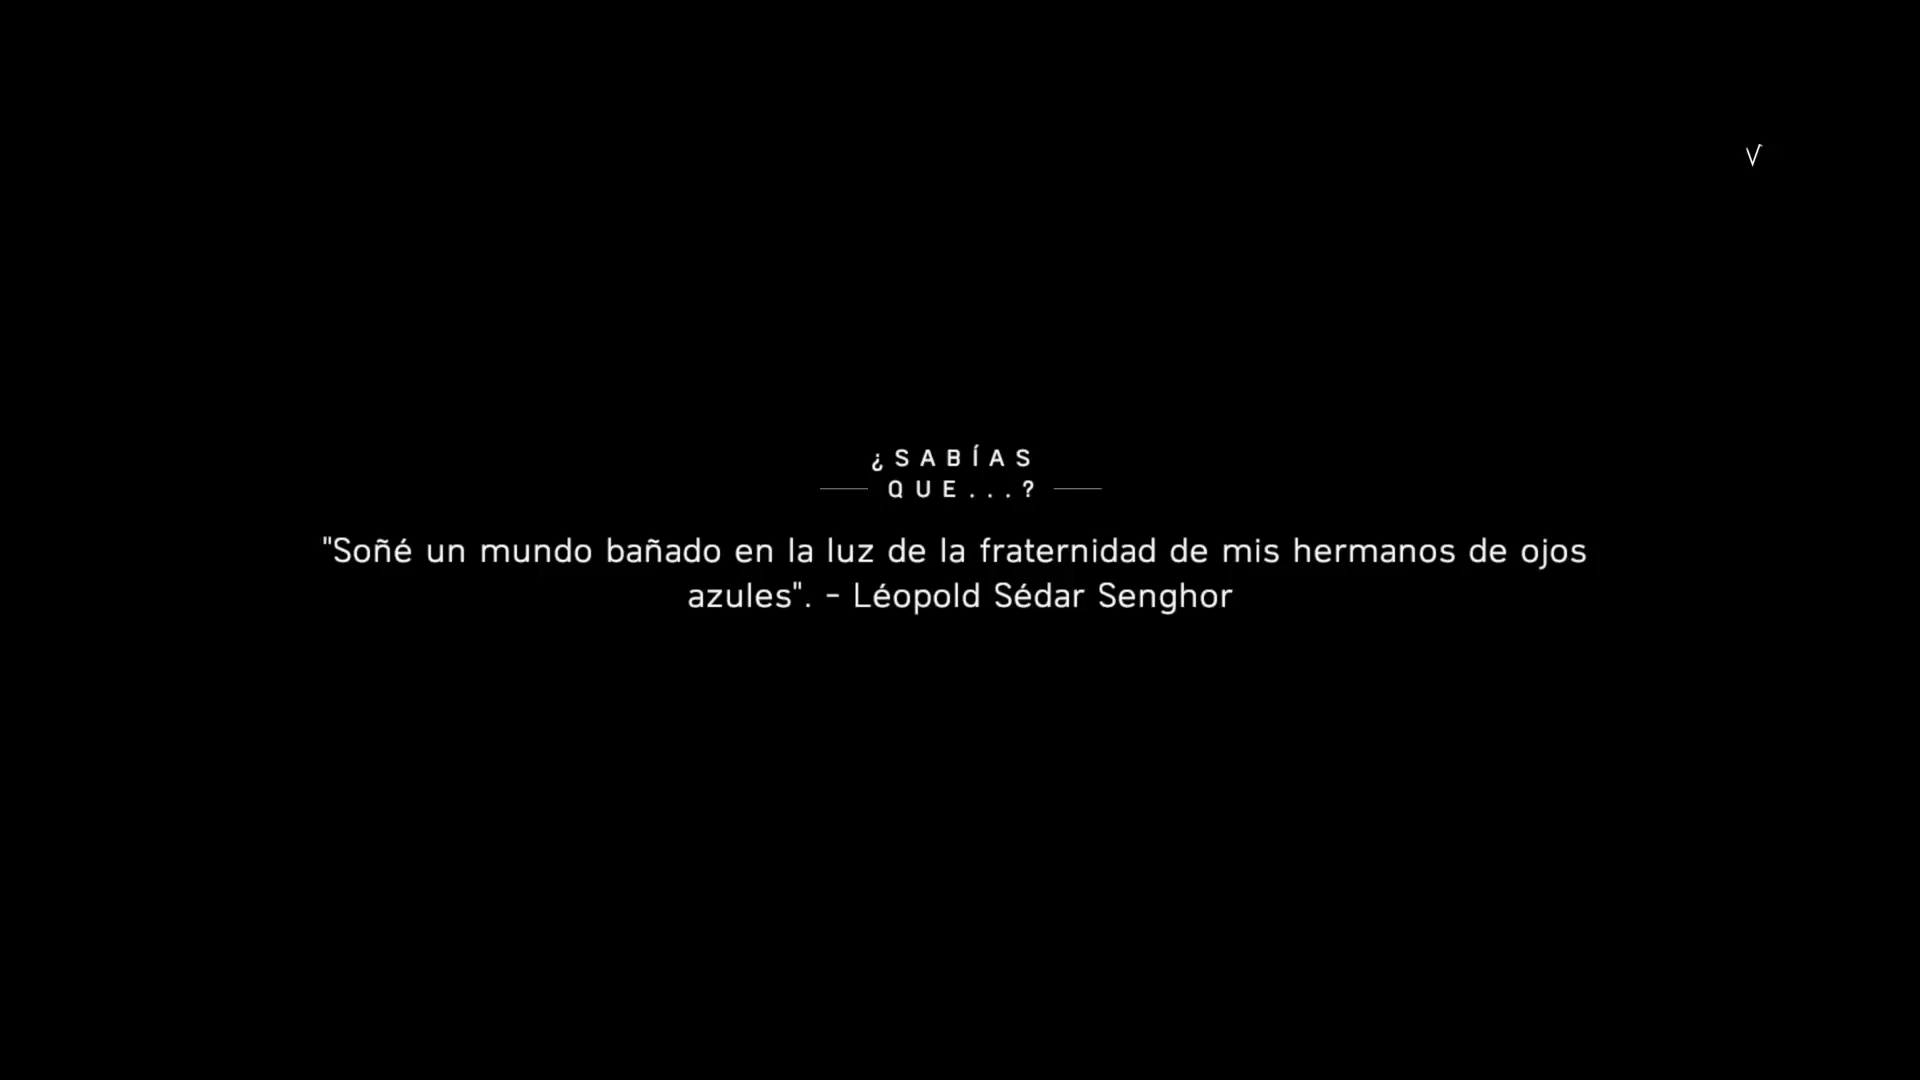 ¿SABÍAS
QUE...?
"Soñé un mundo bañado en la luz de la fraternidad de mis hermanos de ojos
azules". - Léopold Sédar Senghor